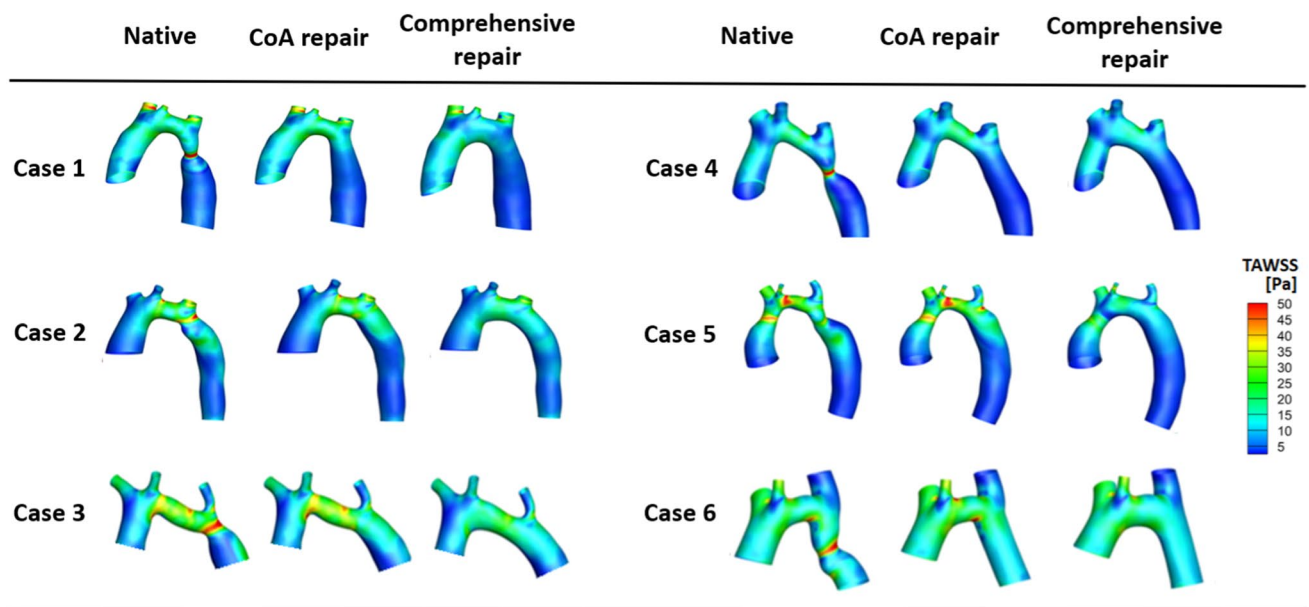 Native CoA repair Comprehensive repair Native CoA repair Comprehensive repair
Case 1
Case 4
Case 2
Case 5
Case 3
Case 6
TAWSS
[Pa]
50
45
40
35
30
25
20
15
10
5